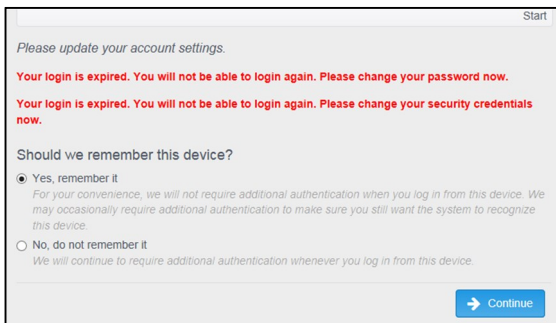 Start
Please update your account settings.
Your login is expired. You will not be able to login again. Please change your password now.
Your login is expired. You will not be able to login again. Please change your security credentials
now.
Should we remember this device?
Yes, remember it
For your convenience, we will not require additional authentication when you log in from this device. We
may occasionally require additional authentication to make sure you still want the system to recognize
this device.
No, do not remember it
We will continue to require additional authentication whenever you log in from this device.
Continue